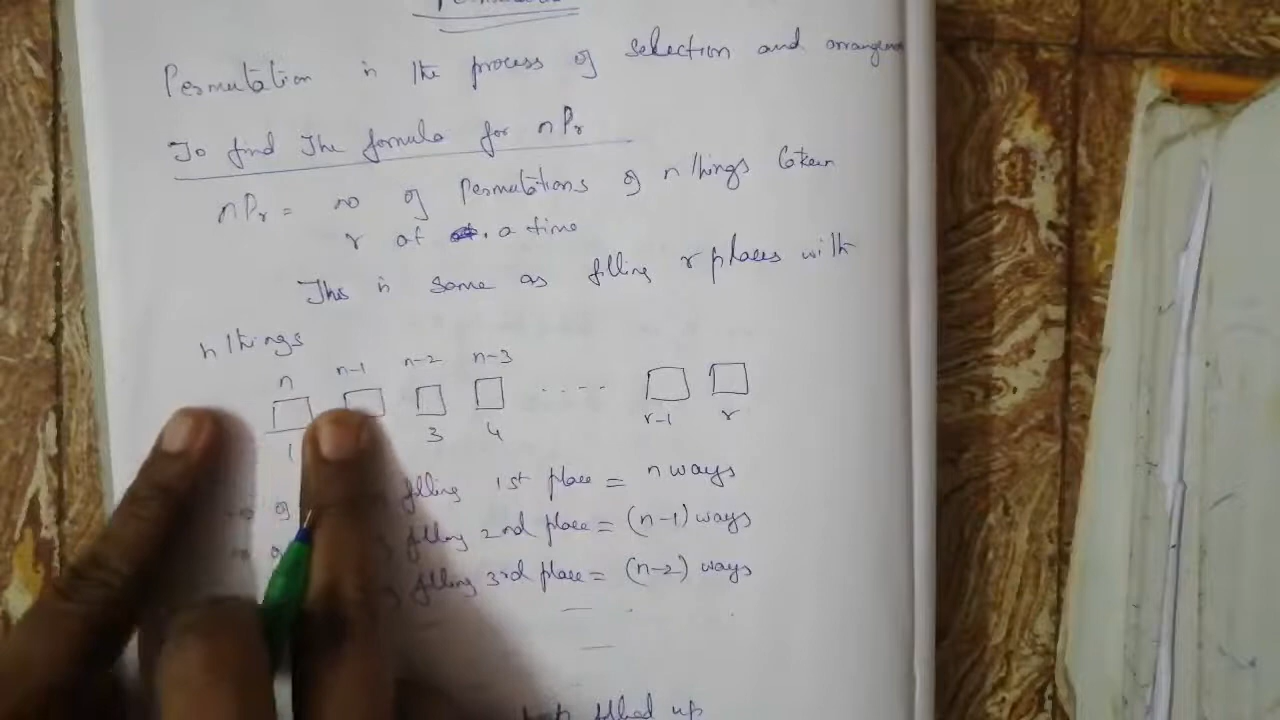 Permutation is the process of selection and
To find the formula for nPr
nPr = no of Permutations of n things taken
r at a time
This is same as filling r places with
n things
n n-1 n-2 n-3
....
1 3 4 r-1 r
filling 1st place = n ways
filling 2nd place = (n-1) ways
filling 3rd place = (n-2) ways
filled up